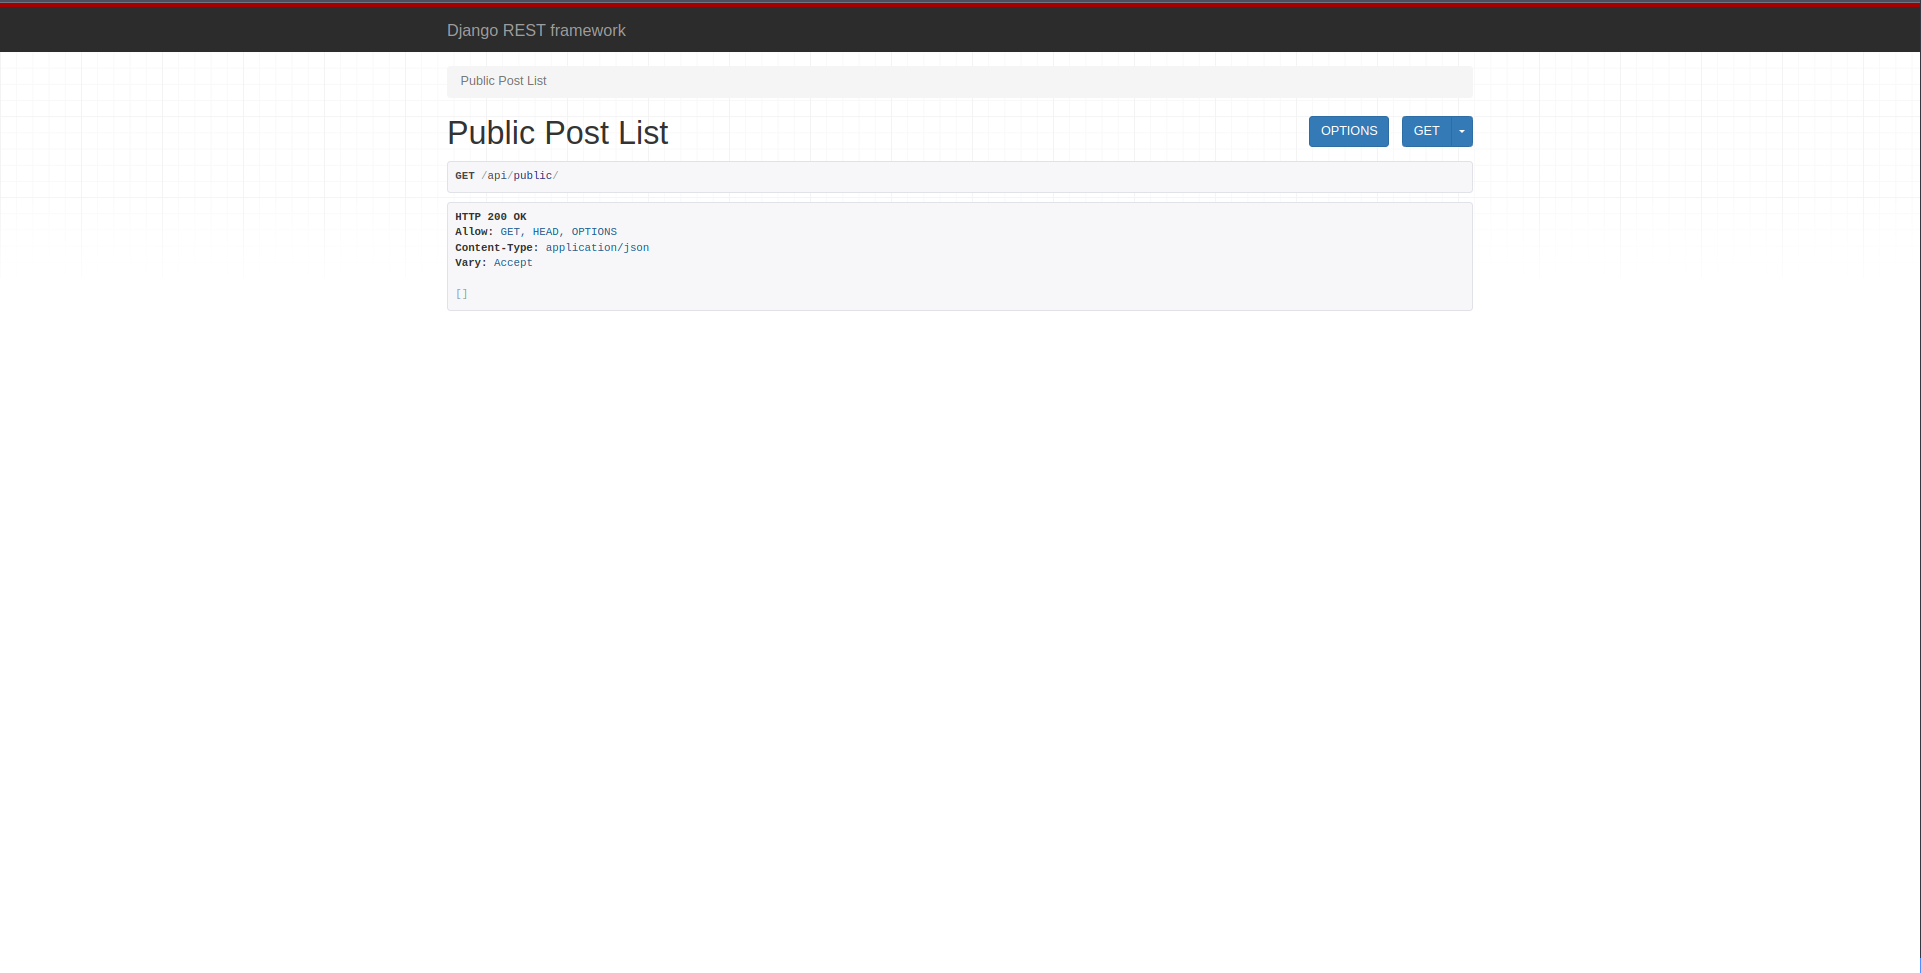 Django REST framework
Public Post List
Public Post List
OPTIONS
GET
GET /api/public/
HTTP 200 OK
Allow: GET, HEAD, OPTIONS
Content-Type: application/json
Vary: Accept
[]